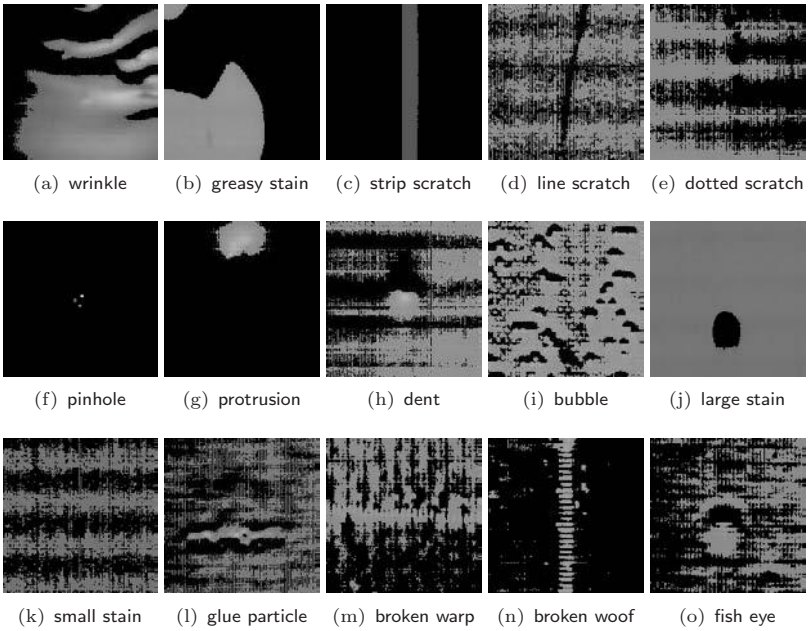 (a) wrinkle (b) greasy stain (c) strip scratch (d) line scratch (e) dotted scratch
(f) pinhole (g) protrusion (h) dent (i) bubble (j) large stain
(k) small stain (l) glue particle (m) broken warp (n) broken woof (o) fish eye